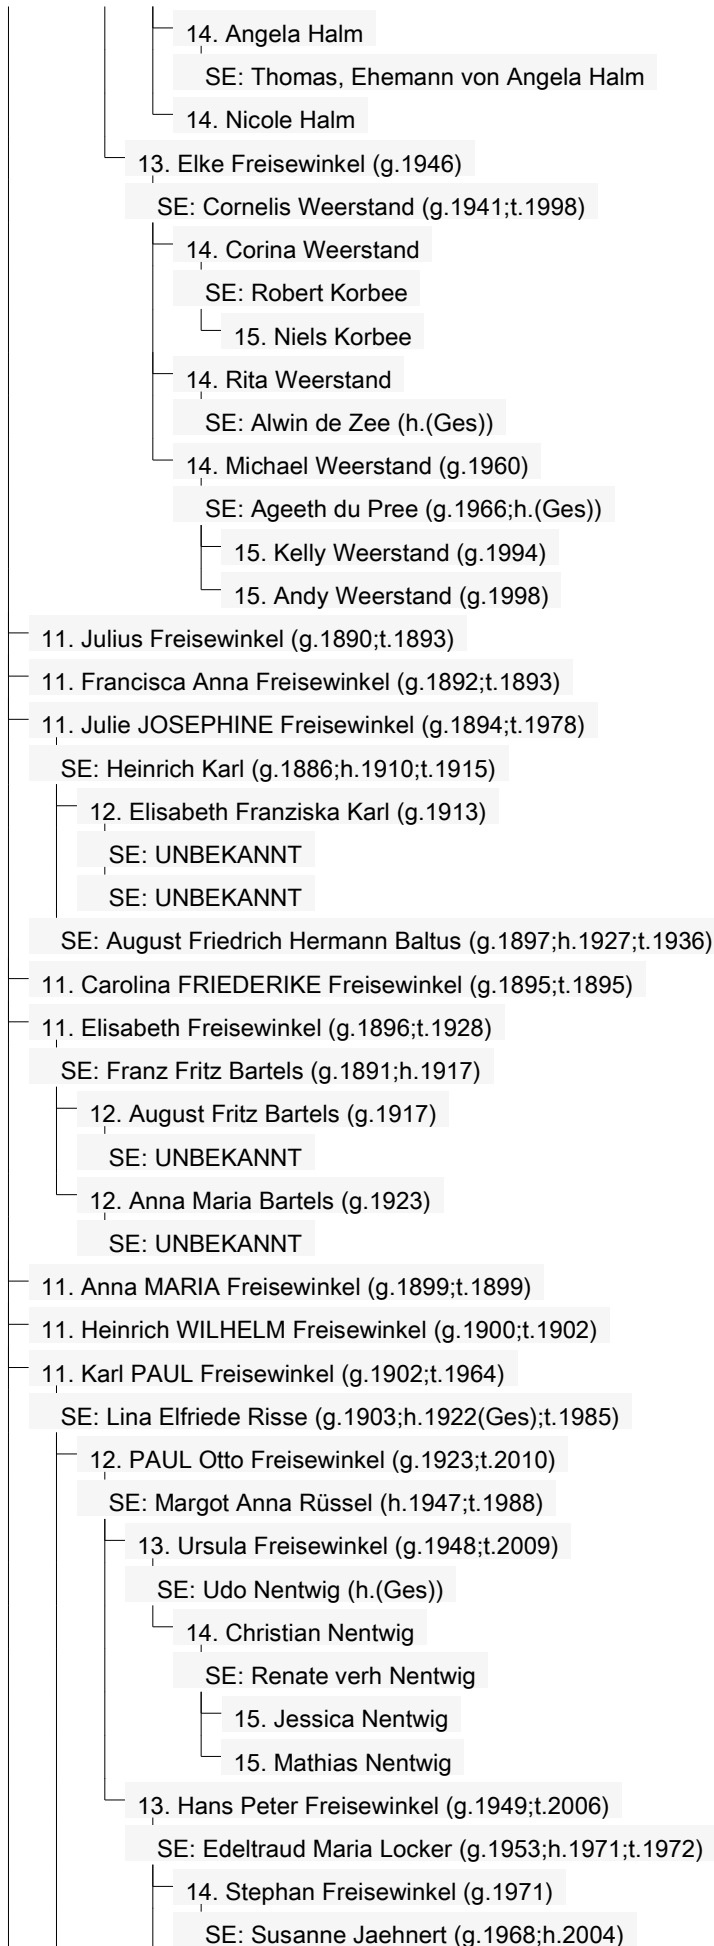 14. Angela Halm
SE: Thomas, Ehemann von Angela Halm
14. Nicole Halm
13. Elke Freisewinkel (g.1946)
SE: Cornelis Weerstand (g.1941;t.1998)
14. Corina Weerstand
SE: Robert Korbee
15. Niels Korbee
14. Rita Weerstand
SE: Alwin de Zee (h.(Ges))
14. Michael Weerstand (g.1960)
SE: Ageeth du Pree (g.1966;h.(Ges))
15. Kelly Weerstand (g.1994)
15. Andy Weerstand (g.1998)
11. Julius Freisewinkel (g.1890;t.1893)
11. Francisca Anna Freisewinkel (g.1892;t.1893)
11. Julie JOSEPHINE Freisewinkel (g.1894;t.1978)
SE: Heinrich Karl (g.1886;h.1910;t.1915)
12. Elisabeth Franziska Karl (g.1913)
SE: UNBEKANNT
SE: UNBEKANNT
SE: August Friedrich Hermann Baltus (g.1897;h.1927;t.1936)
11. Carolina FRIEDERIKE Freisewinkel (g.1895;t.1895)
11. Elisabeth Freisewinkel (g.1896;t.1928)
SE: Franz Fritz Bartels (g.1891;h.1917)
12. August Fritz Bartels (g.1917)
SE: UNBEKANNT
12. Anna Maria Bartels (g.1923)
SE: UNBEKANNT
11. Anna MARIA Freisewinkel (g.1899;t.1899)
11. Heinrich WILHELM Freisewinkel (g.1900;t.1902)
11. Karl PAUL Freisewinkel (g.1902;t.1964)
SE: Lina Elfriede Risse (g.1903;h.1922(Ges);t.1985)
12. PAUL Otto Freisewinkel (g.1923;t.2010)
SE: Margot Anna Rüssel (h.1947;t.1988)
13. Ursula Freisewinkel (g.1948;t.2009)
SE: Udo Nentwig (h.(Ges))
14. Christian Nentwig
SE: Renate verh Nentwig
15. Jessica Nentwig
15. Mathias Nentwig
13. Hans Peter Freisewinkel (g.1949;t.2006)
SE: Edeltraud Maria Locker (g.1953;h.1971;t.1972)
14. Stephan Freisewinkel (g.1971)
SE: Susanne Jaehnert (g.1968;h.2004)